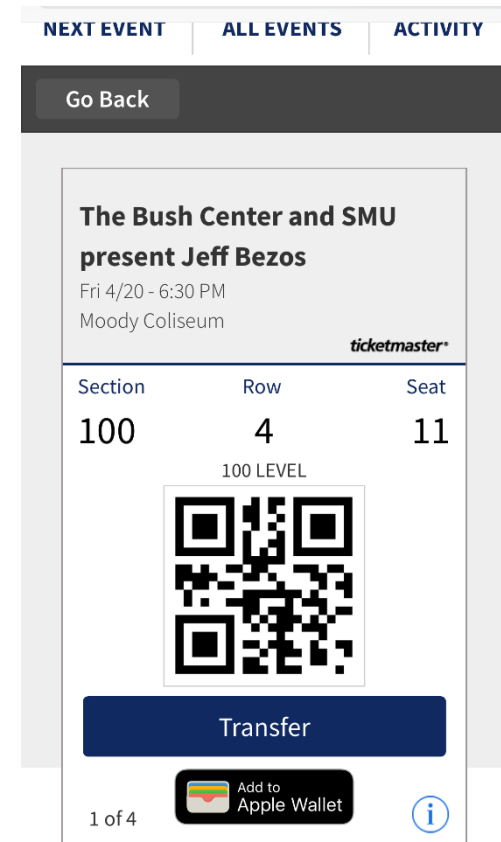 NEXT EVENT ALL EVENTS ACTIVITY
Go Back
The Bush Center and SMU
present Jeff Bezos
Fri 4/20 - 6:30 PM
Moody Coliseum
ticketmaster®
Section Row Seat
100 4 11
100 LEVEL
Transfer
Add to
Apple Wallet
1 of 4
i